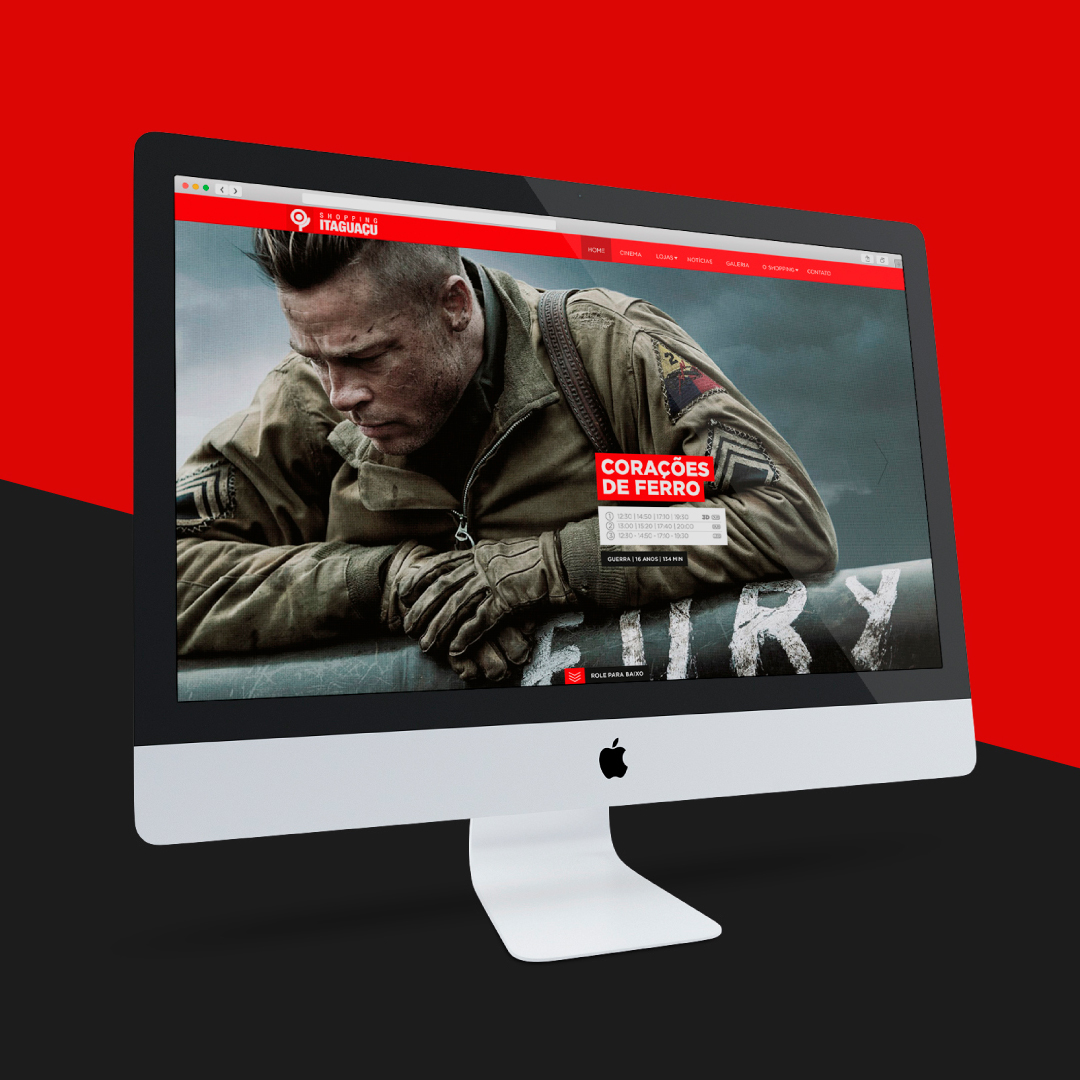 SHOPPING
ITAGUAÇU
HOME CINEMA LOJAS NOTÍCIAS GALERIA O SHOPPING CONTATO
2
CORAÇÕES
DE FERRO
1 12:30 | 14:50 | 17:10 | 19:30 2D
2 13:00 | 15:20 | 17:40 | 20:00
3 12:30 - 14:50 - 17:10 - 19:30
GUERRA | 16 ANOS | 134 MIN
FURY
ROLE PARA BAIXO